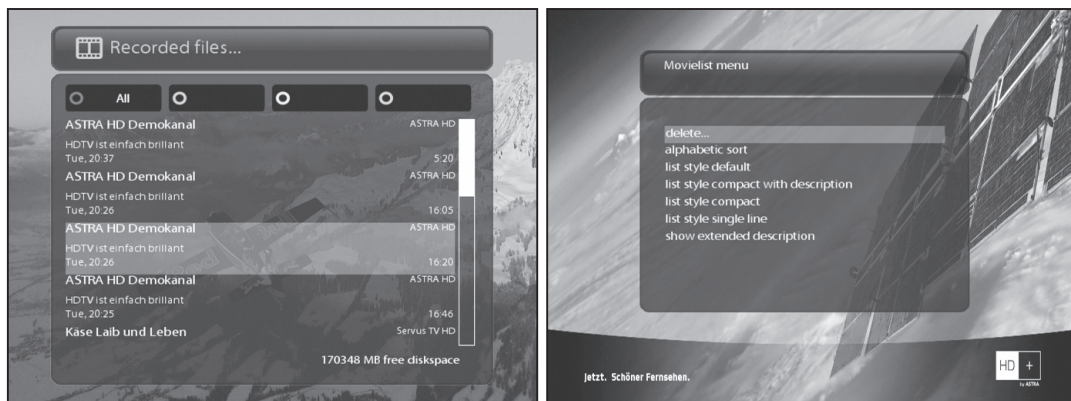 Recorded files...
All
ASTRA HD Demokanal ASTRA HD
HDTV ist einfach brillant
Tue, 20:37 5:20
ASTRA HD Demokanal ASTRA HD
HDTV ist einfach brillant
Tue, 20:26 16:05
ASTRA HD Demokanal ASTRA HD
HDTV ist einfach brillant
Tue, 20:26 16:20
ASTRA HD Demokanal ASTRA HD
HDTV ist einfach brillant
Tue, 20:25 16:46
Käse Laib und Leben Servus TV HD
170348 MB free diskspace
Movielist menu
delete...
alphabetic sort
list style default
list style compact with description
list style compact
list style single line
show extended description
Jetzt. Schöner Fernsehen.
HD +
by ASTRA